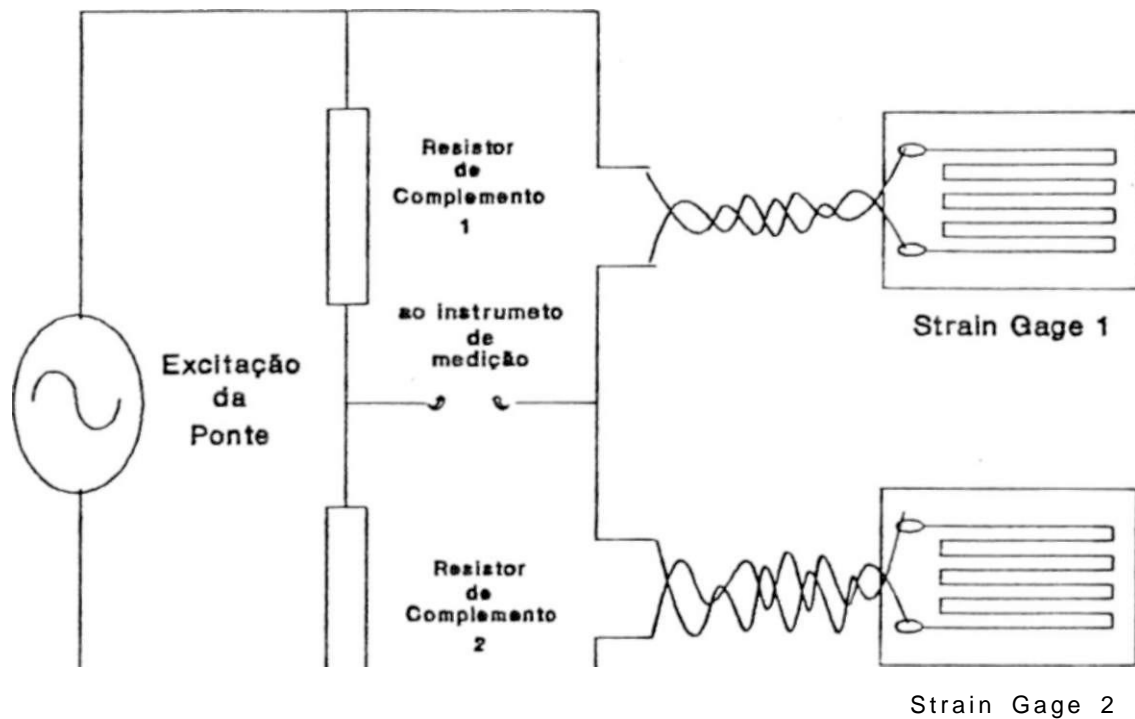 Resistor
de
Complemento
1
ao instrumeto
de
medição
Strain Gage 1
Excitação
da
Ponte
Resistor
de
Complemento
2
Strain Gage 2